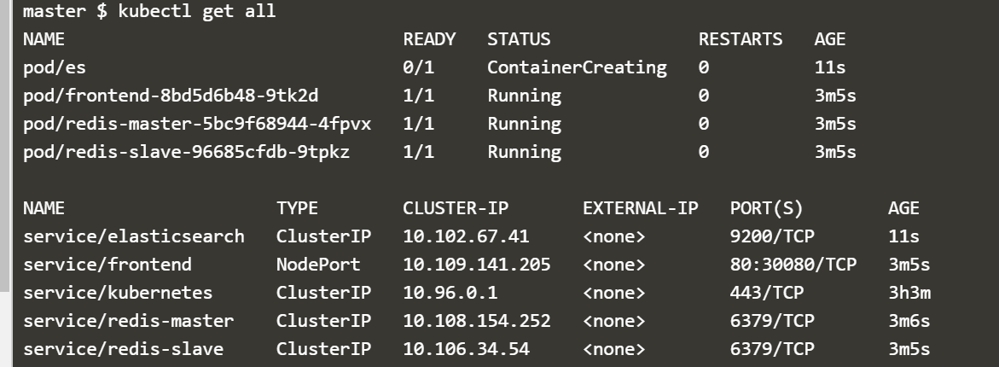 master $ kubectl get all
NAME READY STATUS RESTARTS AGE
pod/es 0/1 ContainerCreating 0 11s
pod/frontend-8bd5d6b48-9tk2d 1/1 Running 0 3m5s
pod/redis-master-5bc9f68944-4fpvx 1/1 Running 0 3m5s
pod/redis-slave-96685cfdb-9tpkz 1/1 Running 0 3m5s
NAME TYPE CLUSTER-IP EXTERNAL-IP PORT(S) AGE
service/elasticsearch ClusterIP 10.102.67.41 <none> 9200/TCP 11s
service/frontend NodePort 10.109.141.205 <none> 80:30080/TCP 3m5s
service/kubernetes ClusterIP 10.96.0.1 <none> 443/TCP 3h3m
service/redis-master ClusterIP 10.108.154.252 <none> 6379/TCP 3m6s
service/redis-slave ClusterIP 10.106.34.54 <none> 6379/TCP 3m5s